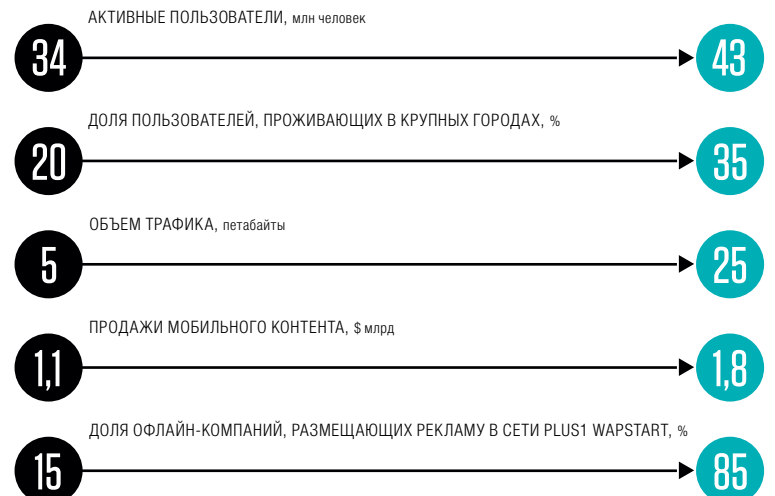 АКТИВНЫЕ ПОЛЬЗОВАТЕЛИ, млн человек
34 43
ДОЛЯ ПОЛЬЗОВАТЕЛЕЙ, ПРОЖИВАЮЩИХ В КРУПНЫХ ГОРОДАХ, %
20 35
ОБЪЕМ ТРАФИКА, петабайты
5 25
ПРОДАЖИ МОБИЛЬНОГО КОНТЕНТА, $ млрд
1,1 1,8
ДОЛЯ ОФЛАЙН-КОМПАНИЙ, РАЗМЕЩАЮЩИХ РЕКЛАМУ В СЕТИ PLUS1 WAPSTART, %
15 85